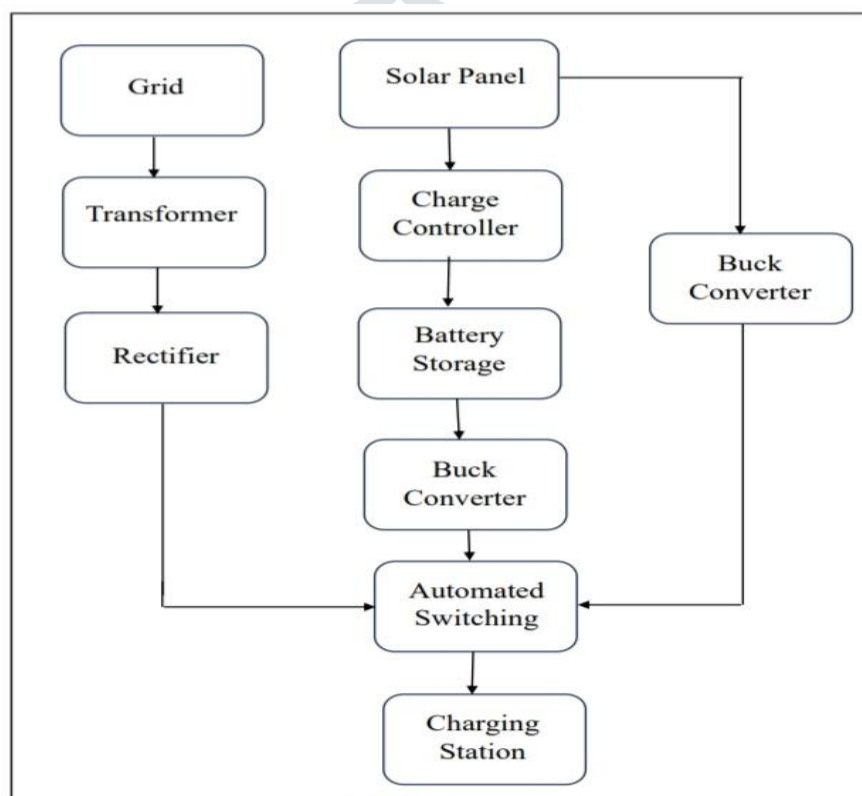 Grid
Solar Panel
Transformer
Charge
Controller
Buck
Converter
Rectifier
Battery
Storage
Buck
Converter
Automated
Switching
Charging
Station